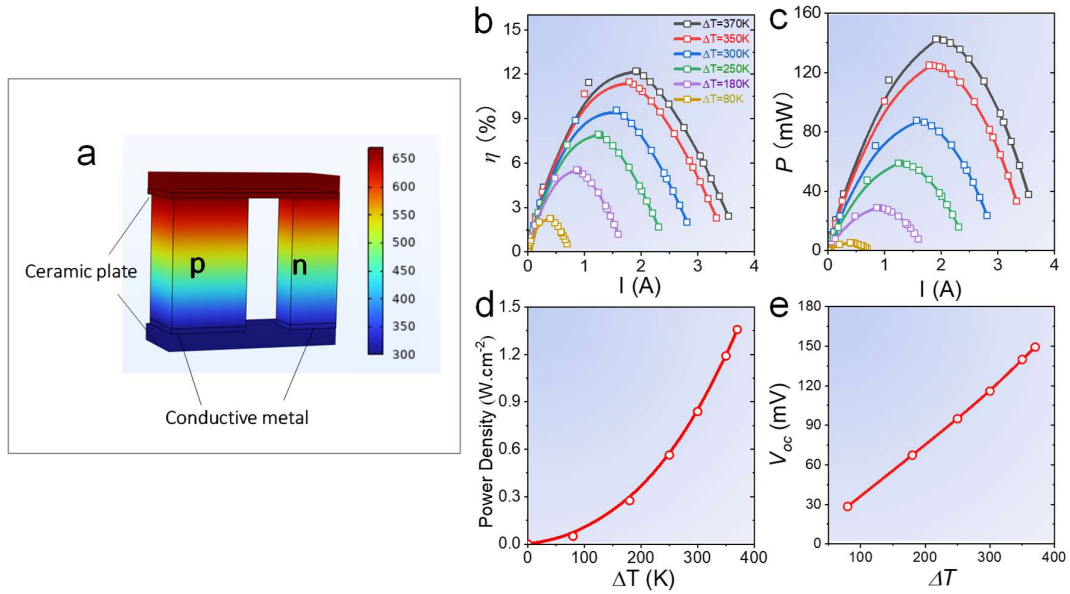 a
Ceramic plate
p
n
Conductive metal
650
600
550
500
450
400
350
300
b
η (%)
15
12
9
6
3
0
0 1 2 3 4
I (A)
ΔT=370K
ΔT=350K
ΔT=300K
ΔT=250K
ΔT=180K
ΔT=80K
c
P (mW)
160
120
80
40
0
0 1 2 3 4
I (A)
d
Power Density (W.cm-2)
1.5
1.2
0.9
0.6
0.3
0.0
0 100 200 300 400
ΔT (K)
e
Voc (mV)
180
150
120
90
60
30
0
100 200 300 400
ΔT